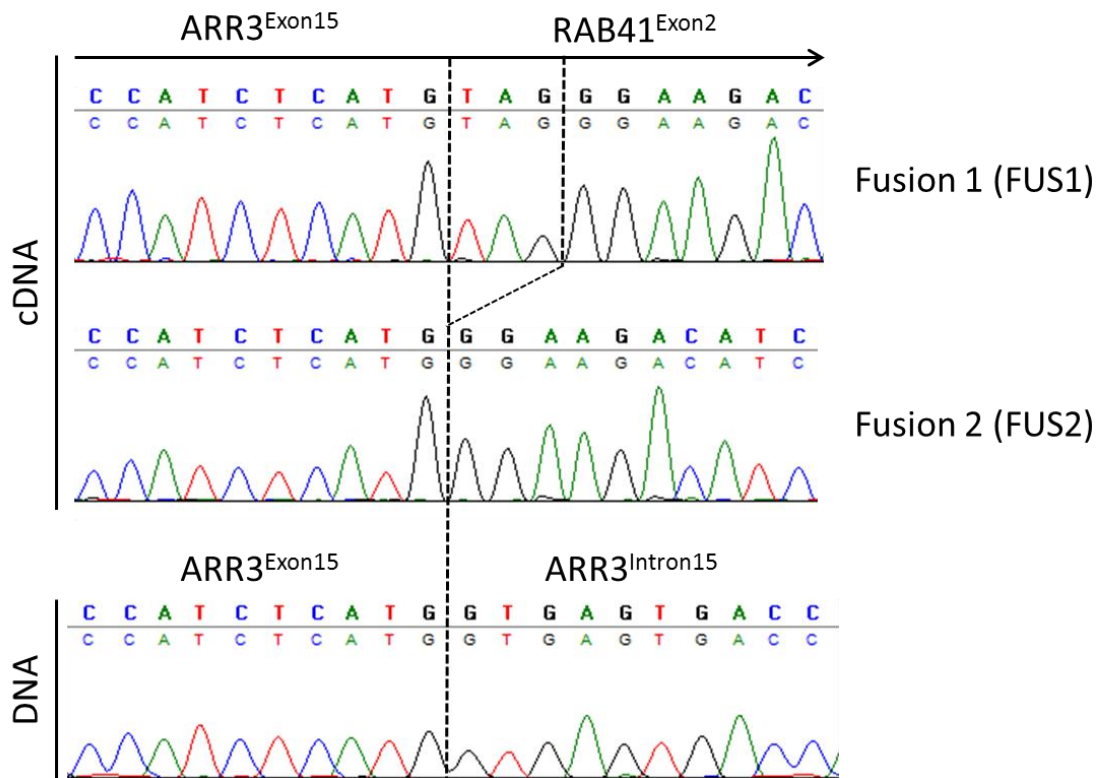 ARR3Exon15 RAB41Exon2
C C A T C T C A T G T A G G G A A G A C
C C A T C T C A T G T A G G G A A G A C
Fusion 1 (FUS1)
cDNA
C C A T C T C A T G G G A A G A C A T C
C C A T C T C A T G G G A A G A C A T C
Fusion 2 (FUS2)
ARR3Exon15 ARR3Intron15
C C A T C T C A T G G T G A G T G A C C
C C A T C T C A T G G T G A G T G A C C
DNA